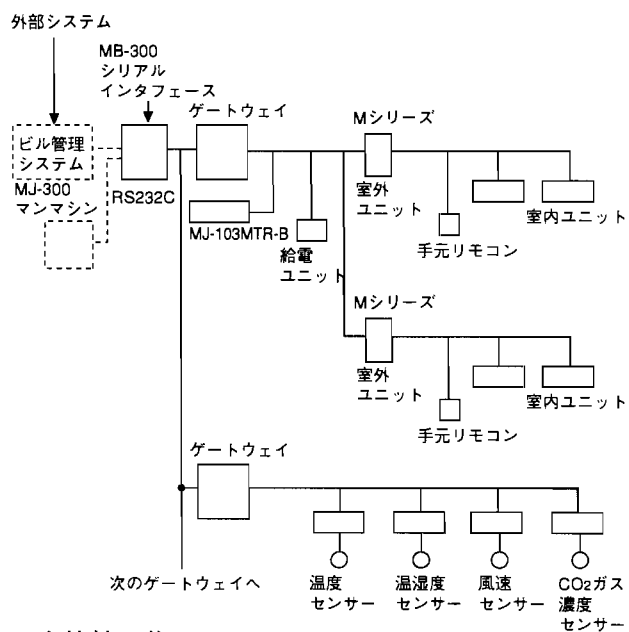 外部システム
MB-300
シリアル
インタフェース
ゲートウェイ
Mシリーズ
ビル管理
システム
MJ-300
マンマシン
RS232C
MJ-103MTR-B
給電
ユニット
室外
ユニット
手元リモコン
室内ユニット
Mシリーズ
室外
ユニット
手元リモコン
室内ユニット
ゲートウェイ
次のゲートウェイへ
温度
センサー
温湿度
センサー
風速
センサー
CO₂ガス
濃度
センサー